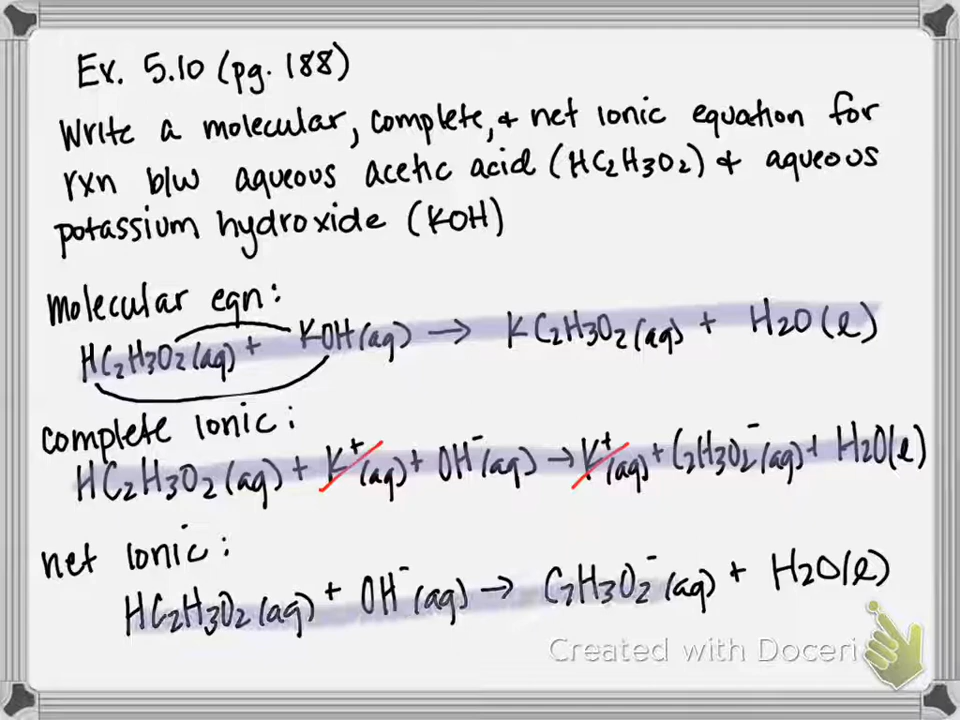 Ex. 5.10 (pg. 188)
Write a molecular, complete, & net ionic equation for
rxn b/w aqueous acetic acid (HC₂H₃O₂) & aqueous
potassium hydroxide (KOH)
molecular eqn:
HC₂H₃O₂(aq) + KOH(aq) → KC₂H₃O₂(aq) + H₂O(l)
complete ionic:
HC₂H₃O₂(aq) + K⁺(aq) + OH⁻(aq) → K⁺(aq) + C₂H₃O₂⁻(aq) + H₂O(l)
net ionic:
HC₂H₃O₂(aq) + OH⁻(aq) → C₂H₃O₂⁻(aq) + H₂O(l)
Created with Doceri